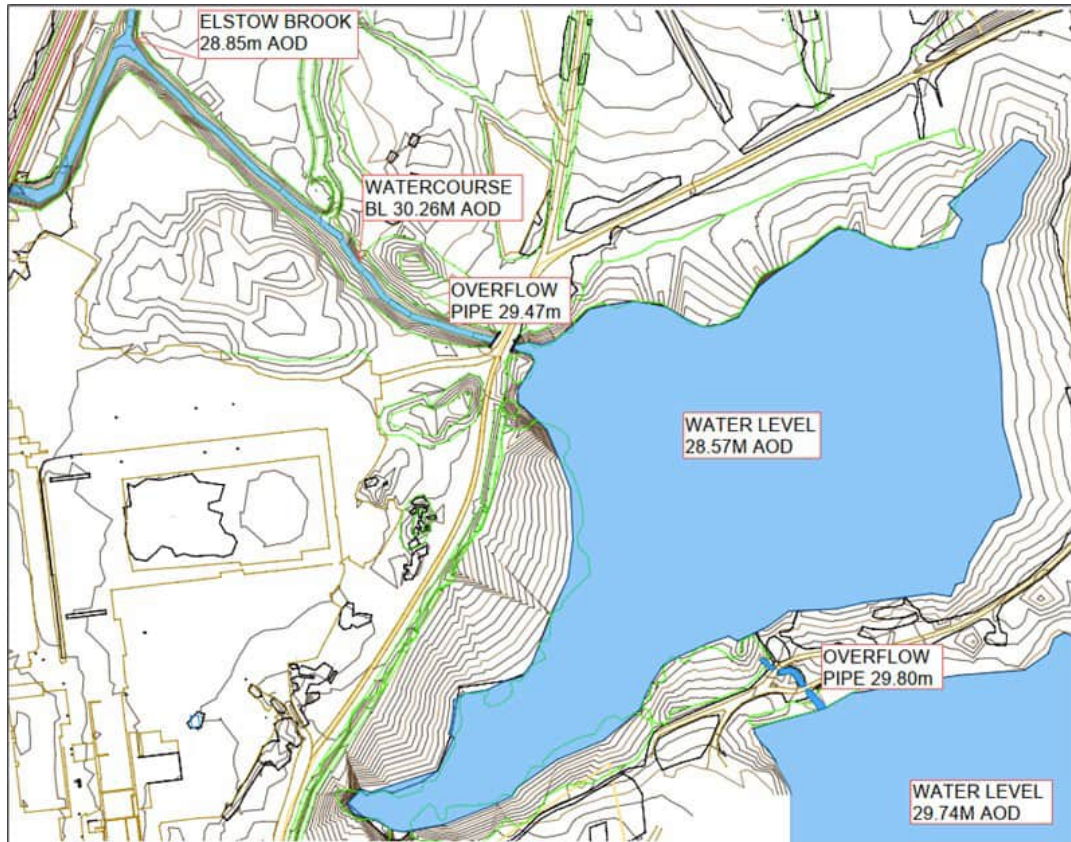 ELSTOW BROOK
28.85m AOD
WATERCOURSE
BL 30.26M AOD
OVERFLOW
PIPE 29.47m
WATER LEVEL
28.57M AOD
OVERFLOW
PIPE 29.80m
WATER LEVEL
29.74M AOD